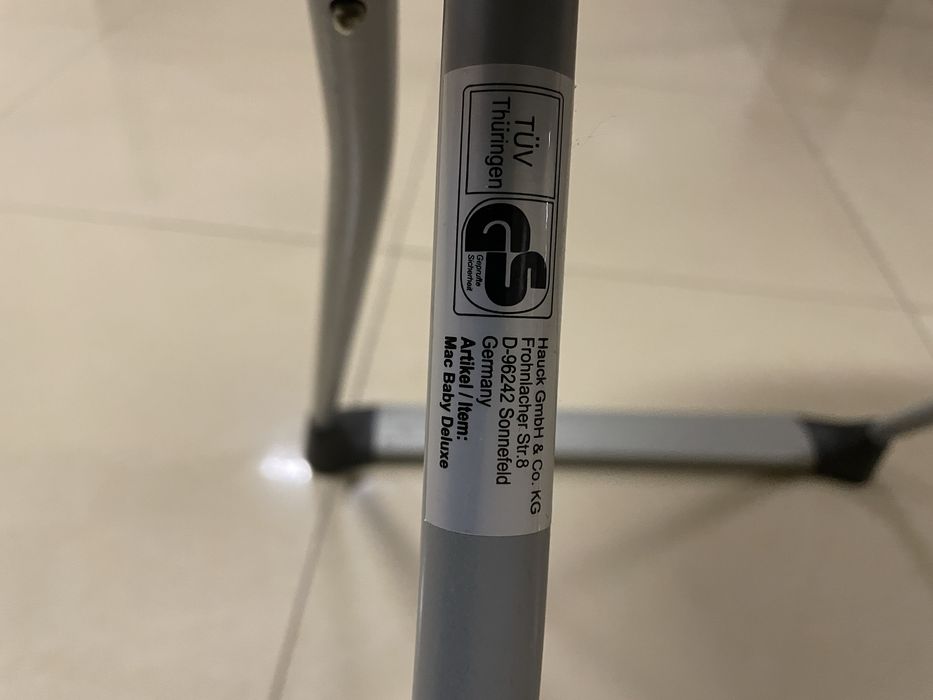 TÜV
Thüringen
GS
Geprüfte
Sicherheit
Hauck GmbH & Co. KG
Frohnlacher Str.8
D-96242 Sonnefeld
Germany
Artikel / Item:
Mac Baby Deluxe